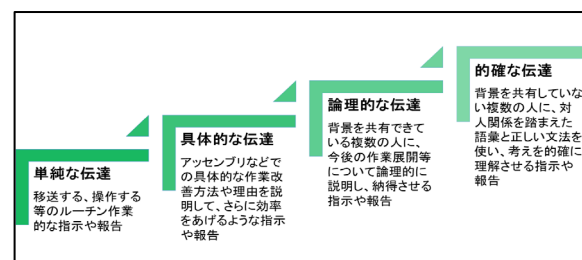 単純な伝達
移送する、操作する
等のルーチン作業
的な指示や報告
具体的な伝達
アッセンブリなどで
の具体的な作業改
善方法や理由を説
明して、さらに効率
をあげるような指示
や報告
論理的な伝達
背景を共有できて
いる複数の人に、
今後の作業展開等
について論理的に
説明し、納得させる
指示や報告
的確な伝達
背景を共有していな
い複数の人に、対
人関係を踏まえた
語彙と正しい文法を
使い、考えを的確に
理解させる指示や
報告